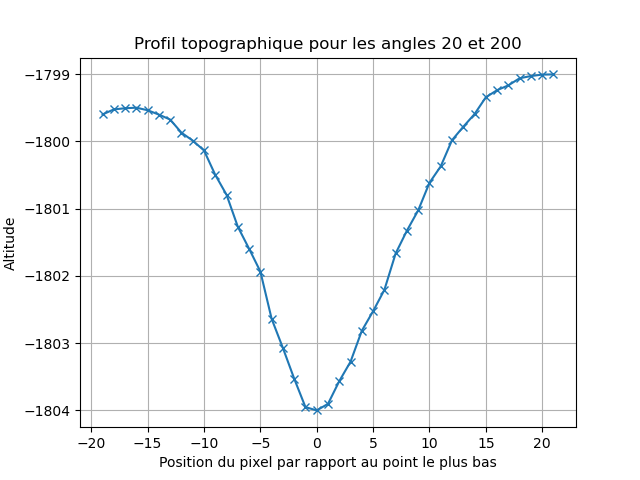 Profil topographique pour les angles 20 et 200
−1799
−1800
−1801
−1802
−1803
−1804
Altitude
−20 −15 −10 −5 0 5 10 15 20
Position du pixel par rapport au point le plus bas